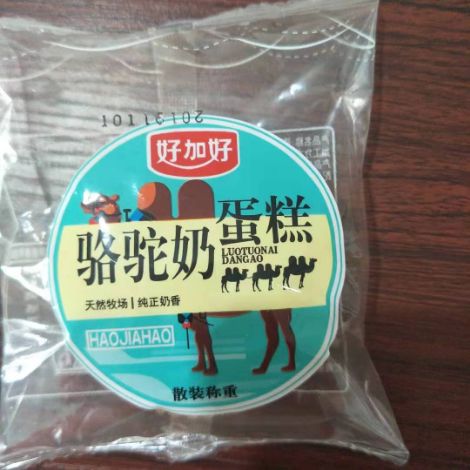 20191101
好加好
骆驼奶蛋糕
LUOTUONAI
DANGAO
天然牧场 | 纯正奶香
HAOJIAHAO
散装称重